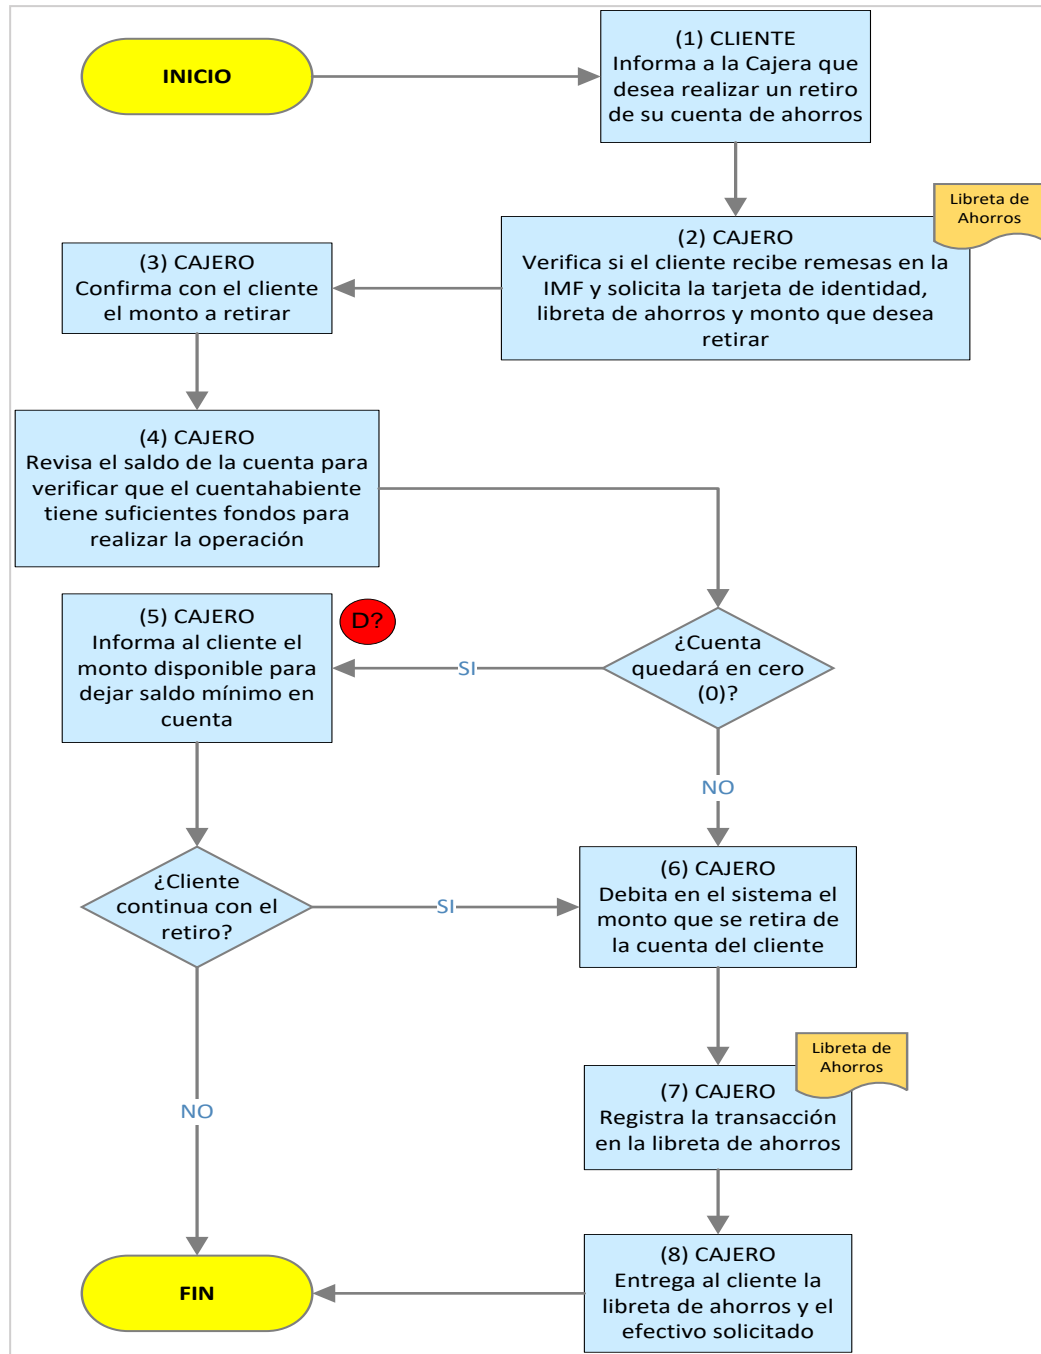 INICIO
(1) CLIENTE
Informa a la Cajera que
desea realizar un retiro
de su cuenta de ahorros
Libreta de
Ahorros
(2) CAJERO
Verifica si el cliente recibe remesas en la
IMF y solicita la tarjeta de identidad,
libreta de ahorros y monto que desea
retirar
(3) CAJERO
Confirma con el cliente
el monto a retirar
(4) CAJERO
Revisa el saldo de la cuenta para
verificar que el cuentahabiente
tiene suficientes fondos para
realizar la operación
¿Cuenta
quedará en cero
(0)?
SI
D?
(5) CAJERO
Informa al cliente el
monto disponible para
dejar saldo mínimo en
cuenta
NO
¿Cliente
continua con el
retiro?
SI
(6) CAJERO
Debita en el sistema el
monto que se retira de
la cuenta del cliente
NO
Libreta de
Ahorros
(7) CAJERO
Registra la transacción
en la libreta de ahorros
(8) CAJERO
Entrega al cliente la
libreta de ahorros y el
efectivo solicitado
FIN